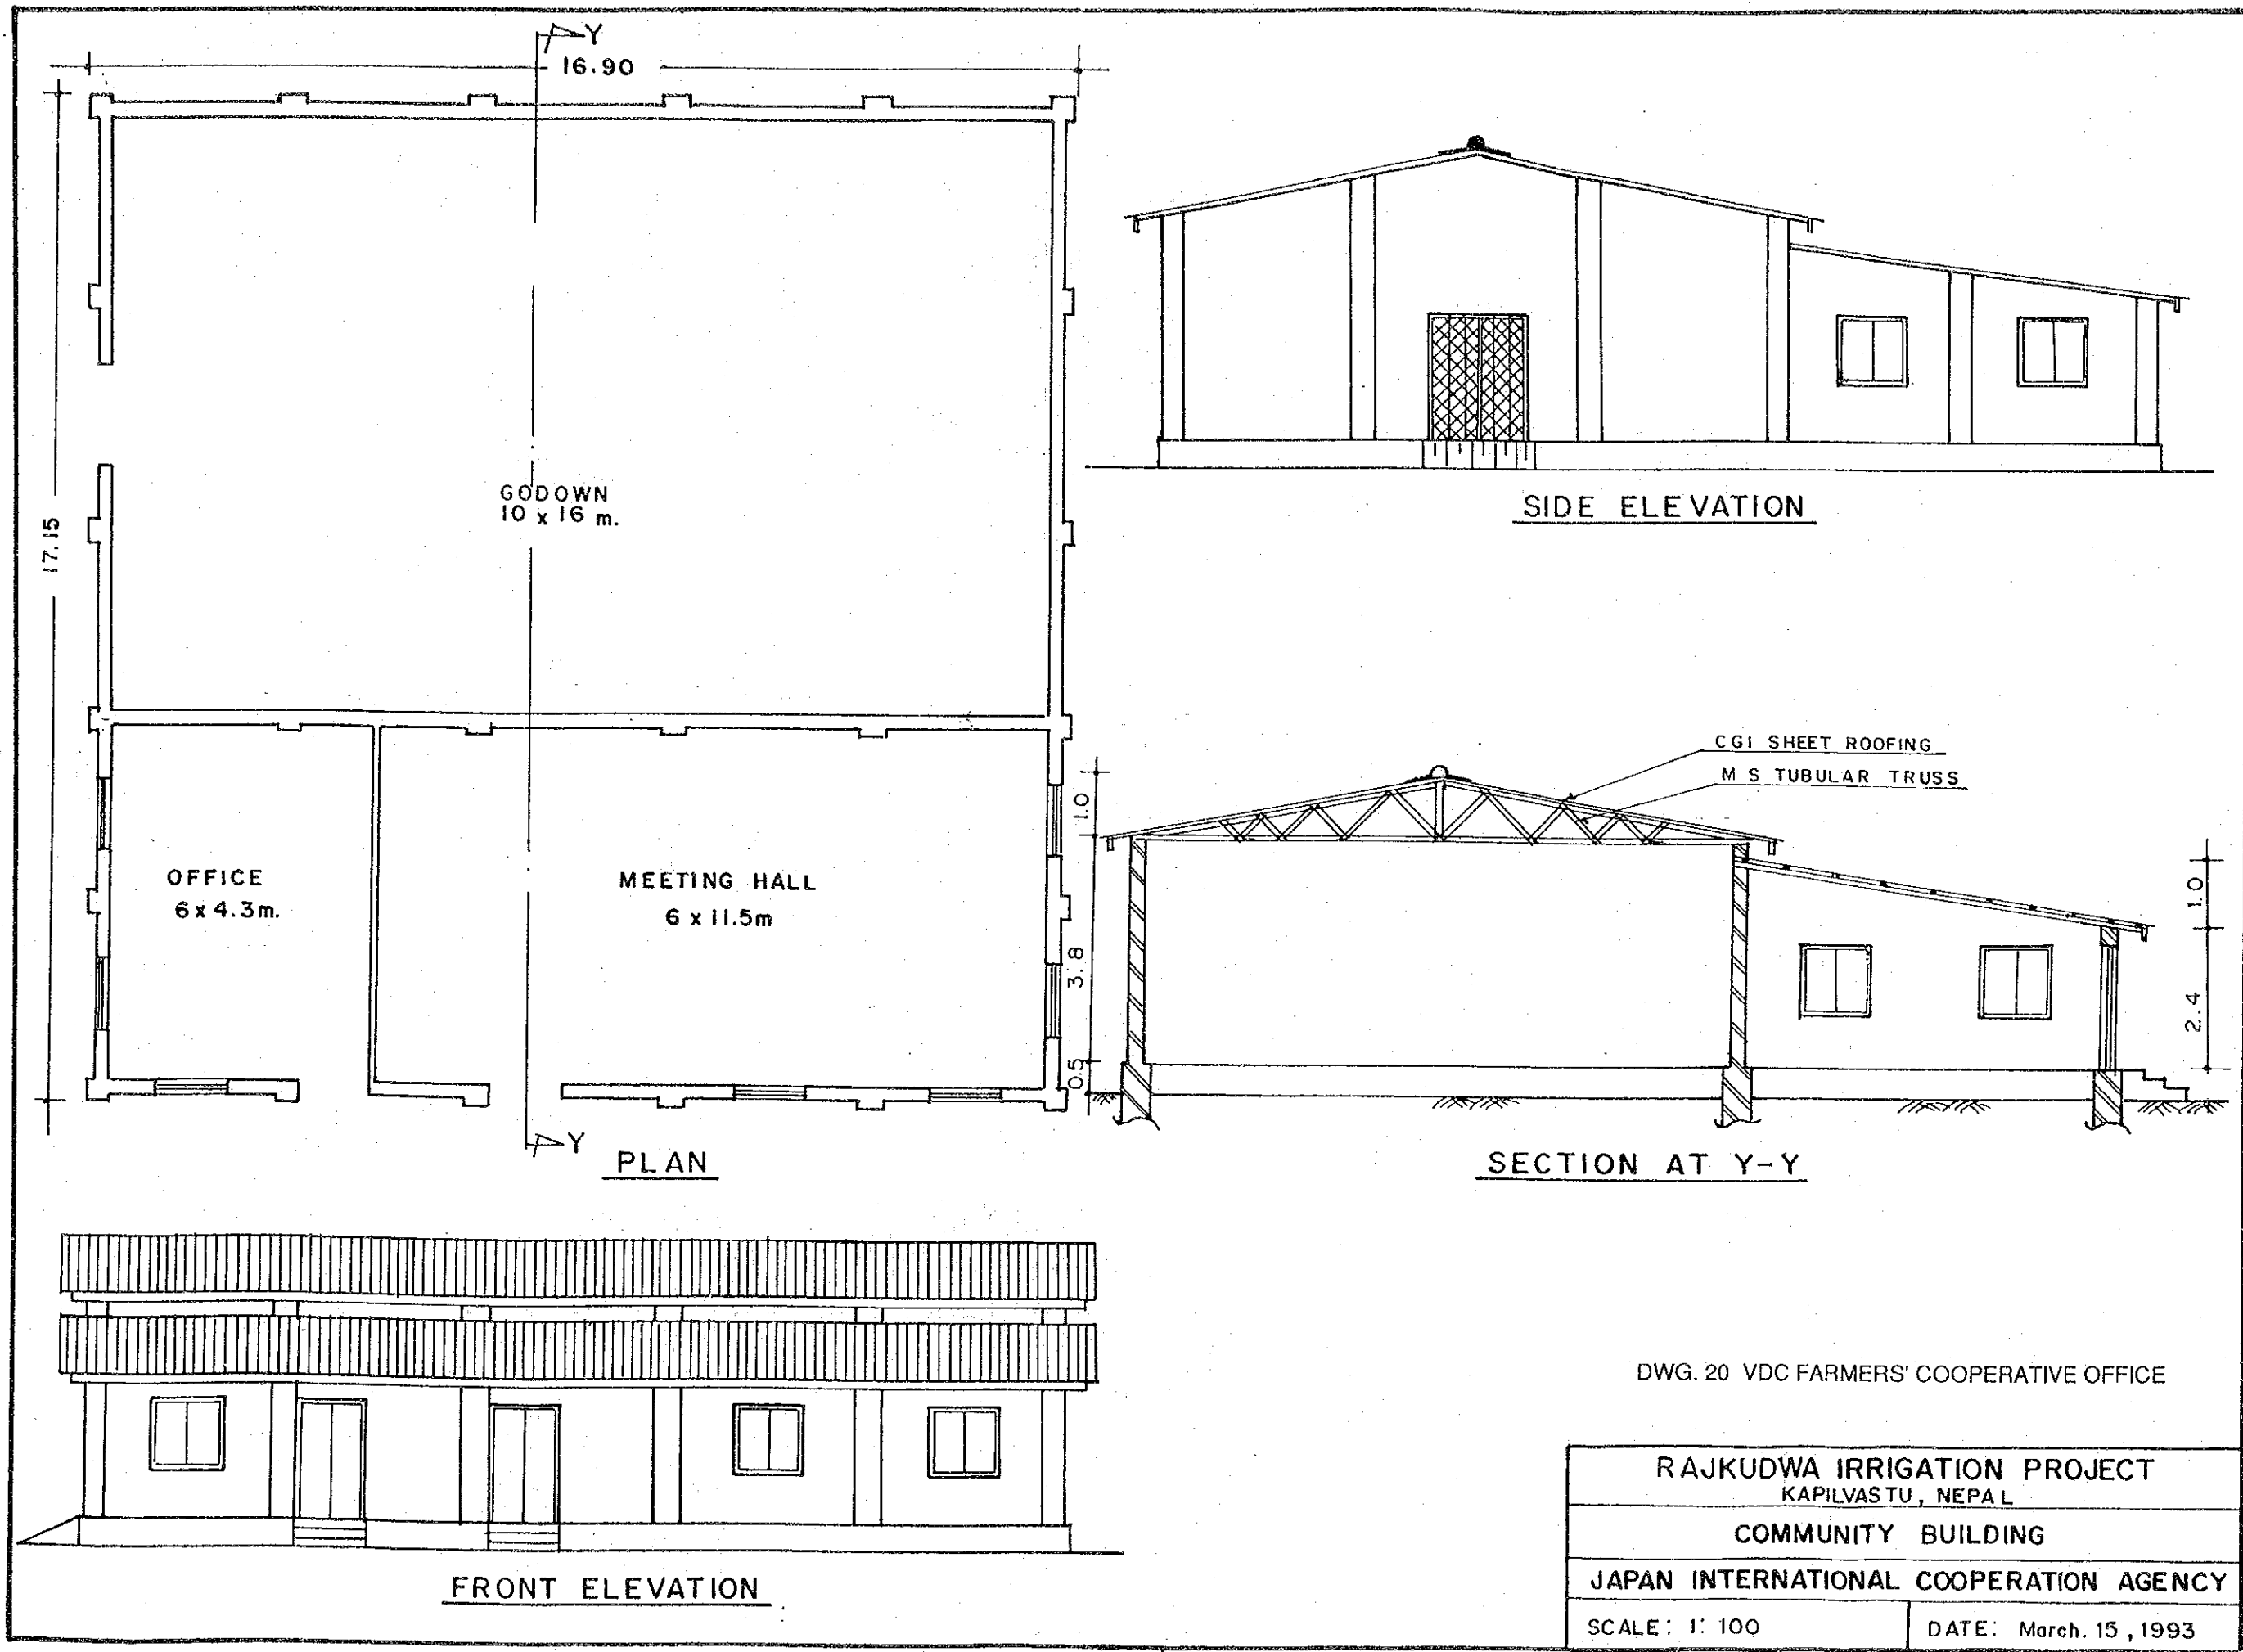 Y
16.90
17.15
GODOWN
10 x 16 m.
OFFICE
6 x 4.3m.
MEETING HALL
6 x 11.5m
Y
PLAN
SIDE ELEVATION
CGI SHEET ROOFING
M S TUBULAR TRUSS
1.0
3.8
0.5
1.0
2.4
SECTION AT Y-Y
FRONT ELEVATION
DWG. 20 VDC FARMERS' COOPERATIVE OFFICE
RAJKUDWA IRRIGATION PROJECT
KAPILVASTU, NEPAL
COMMUNITY BUILDING
JAPAN INTERNATIONAL COOPERATION AGENCY
SCALE: 1: 100
DATE: March. 15, 1993